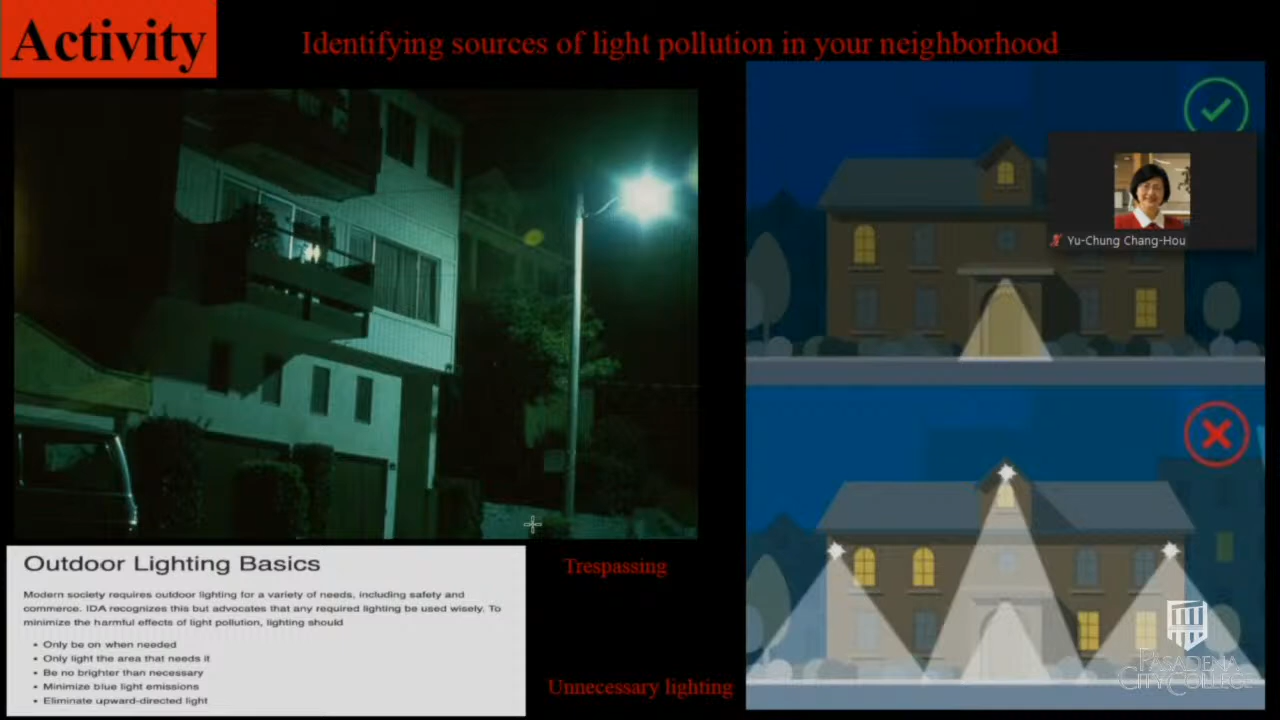 Activity
Identifying sources of light pollution in your neighborhood
Yu-Chung Chang-Hou
Outdoor Lighting Basics
Modern society requires outdoor lighting for a variety of needs, including safety and
commerce. IDA recognizes this but advocates that any required lighting be used wisely. To
minimize the harmful effects of light pollution, lighting should
• Only be on when needed
• Only light the area that needs it
• Be no brighter than necessary
• Minimize blue light emissions
• Eliminate upward-directed light
Trespassing
Unnecessary lighting
PASADENA
CITY COLLEGE